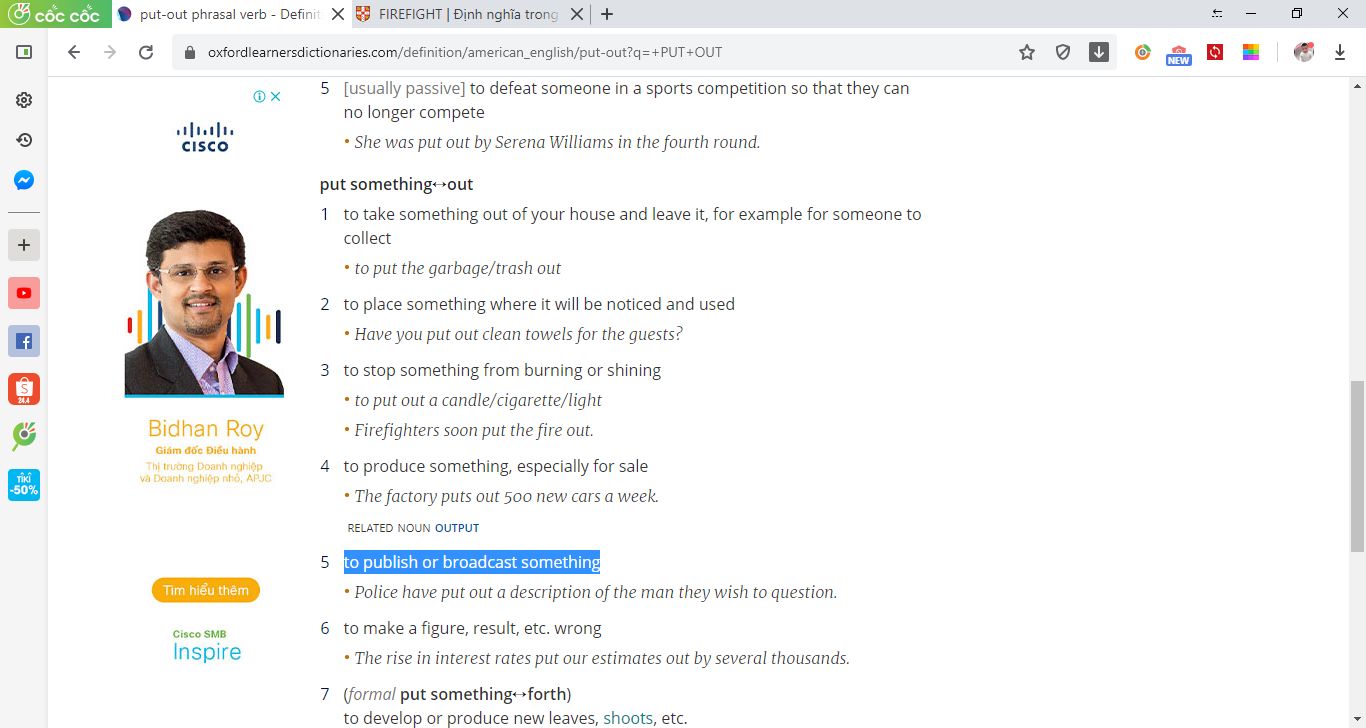 cốc cốc
put-out phrasal verb - Definit
FIREFIGHT | Định nghĩa trong
oxfordlearnersdictionaries.com/definition/american_english/put-out?q=+PUT+OUT
NEW
5 [usually passive] to defeat someone in a sports competition so that they can
no longer compete
• She was put out by Serena Williams in the fourth round.
put something↔out
1 to take something out of your house and leave it, for example for someone to
collect
• to put the garbage/trash out
2 to place something where it will be noticed and used
• Have you put out clean towels for the guests?
3 to stop something from burning or shining
• to put out a candle/cigarette/light
• Firefighters soon put the fire out.
4 to produce something, especially for sale
• The factory puts out 500 new cars a week.
RELATED NOUN OUTPUT
5 to publish or broadcast something
• Police have put out a description of the man they wish to question.
6 to make a figure, result, etc. wrong
• The rise in interest rates put our estimates out by several thousands.
7 (formal put something↔forth)
to develop or produce new leaves, shoots, etc.
CISCO
Bidhan Roy
Giám đốc Điều hành
Thị trường Doanh nghiệp
và Doanh nghiệp nhỏ, APJC
Tìm hiểu thêm
Cisco SMB
Inspire
24.4
TIKI
-50%